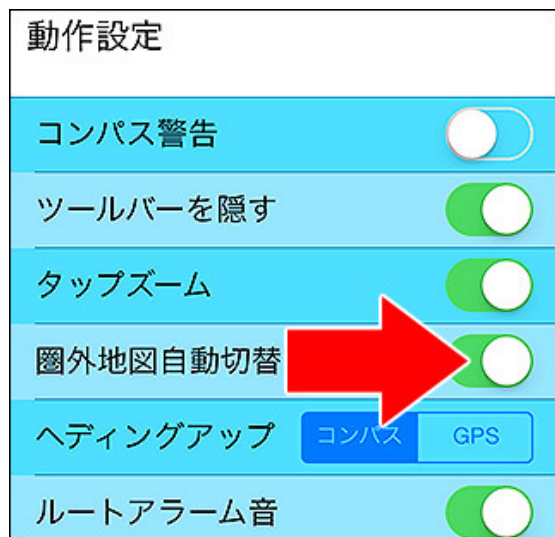 動作設定
コンパス警告
ツールバーを隠す
タップズーム
圏外地図自動切替
ヘディングアップ コンパス GPS
ルートアラーム音